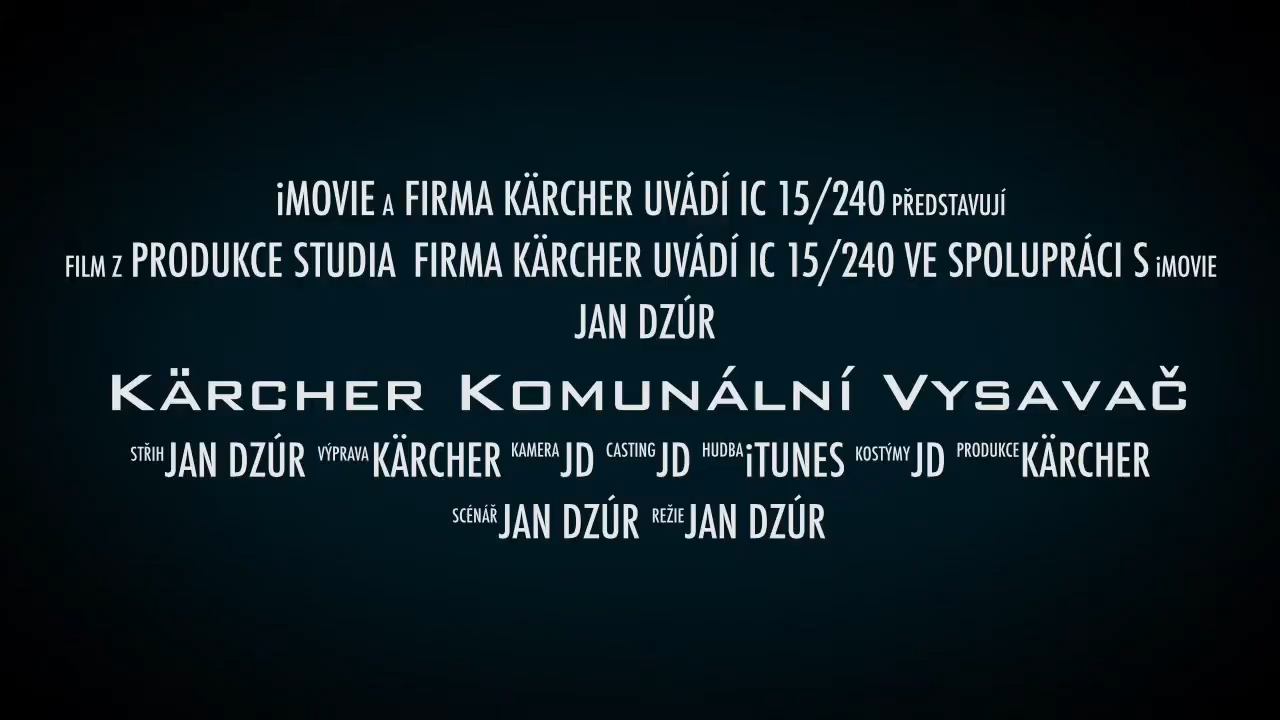 iMOVIE A FIRMA KÄRCHER UVÁDÍ IC 15/240 PŘEDSTAVUJÍ
FILM Z PRODUKCE STUDIA FIRMA KÄRCHER UVÁDÍ IC 15/240 VE SPOLUPRÁCI S iMOVIE
JAN DZÚR
KÄRCHER KOMUNÁLNÍ VYSAVAČ
STŘIH JAN DZÚR VÝPRAVA KÄRCHER KAMERA JD CASTING JD HUDBA iTUNES KOSTÝMY JD PRODUKCE KÄRCHER
SCÉNÁŘ JAN DZÚR REŽIE JAN DZÚR